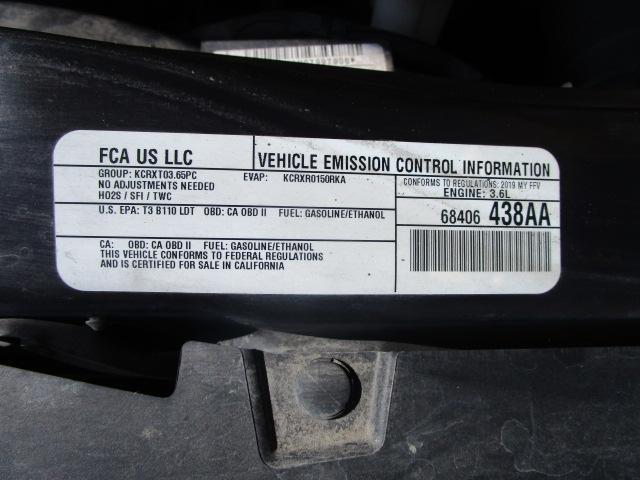 FCA US LLC
VEHICLE EMISSION CONTROL INFORMATION
GROUP: KCRXT03.65PC EVAP: KCRXR0150RKA
NO ADJUSTMENTS NEEDED
HO2S / SFI / TWC
CONFORMS TO REGULATIONS: 2019 MY FFV
ENGINE: 3.6L
U.S. EPA: T3 B110 LDT OBD: CA OBD II FUEL: GASOLINE/ETHANOL
68406 438AA
CA: OBD: CA OBD II FUEL: GASOLINE/ETHANOL
THIS VEHICLE CONFORMS TO FEDERAL REGULATIONS
AND IS CERTIFIED FOR SALE IN CALIFORNIA